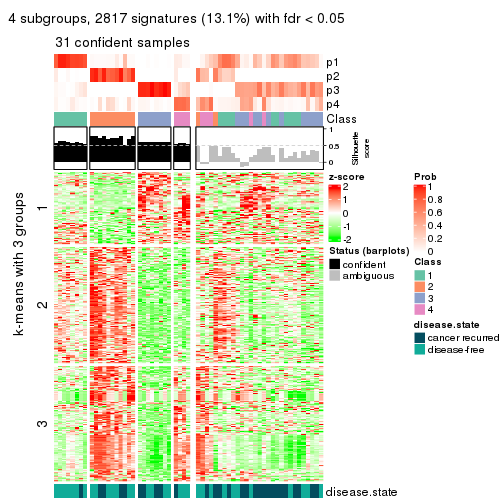 4 subgroups, 2817 signatures (13.1%) with fdr < 0.05
31 confident samples
p1
p2
p3
p4
Class
1
0.5
0
Silhouette
score
k-means with 3 groups
1
2
3
disease.state
z-score
2
1
0
-1
-2
Status (barplots)
confident
ambiguous
Prob
1
0.8
0.6
0.4
0.2
0
Class
1
2
3
4
disease.state
cancer recurred
disease-free